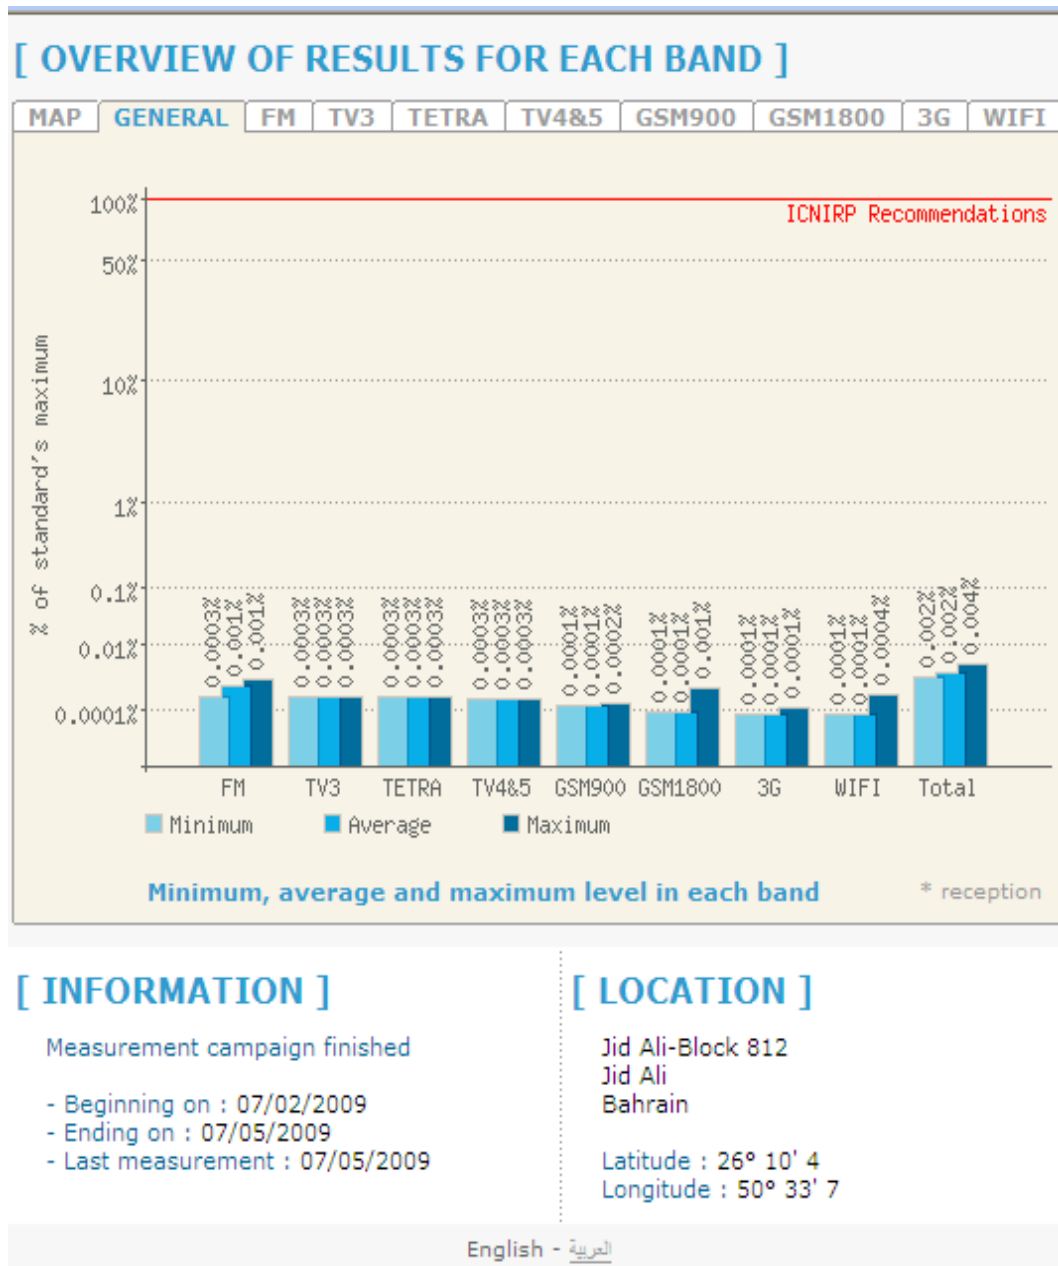 [ OVERVIEW OF RESULTS FOR EACH BAND ]
MAP GENERAL FM TV3 TETRA TV4&5 GSM900 GSM1800 3G WIFI
100%
ICNIRP Recommendations
50%
10%
1%
0.1%
0.01%
0.0001%
% of standard's maximum
0.0003% 0.001% 0.001%
0.0003% 0.0003% 0.0003%
0.0003% 0.0003% 0.0003%
0.0003% 0.0003% 0.0003%
0.0001% 0.0001% 0.0002%
0.0001% 0.0001% 0.001%
0.0001% 0.0001% 0.0001%
0.0001% 0.0001% 0.0004%
0.002% 0.002% 0.004%
FM TV3 TETRA TV4&5 GSM900 GSM1800 3G WIFI Total
Minimum Average Maximum
Minimum, average and maximum level in each band * reception
[ INFORMATION ]
Measurement campaign finished
- Beginning on : 07/02/2009
- Ending on : 07/05/2009
- Last measurement : 07/05/2009
[ LOCATION ]
Jid Ali-Block 812
Jid Ali
Bahrain
Latitude : 26º 10' 4
Longitude : 50º 33' 7
English - العربية